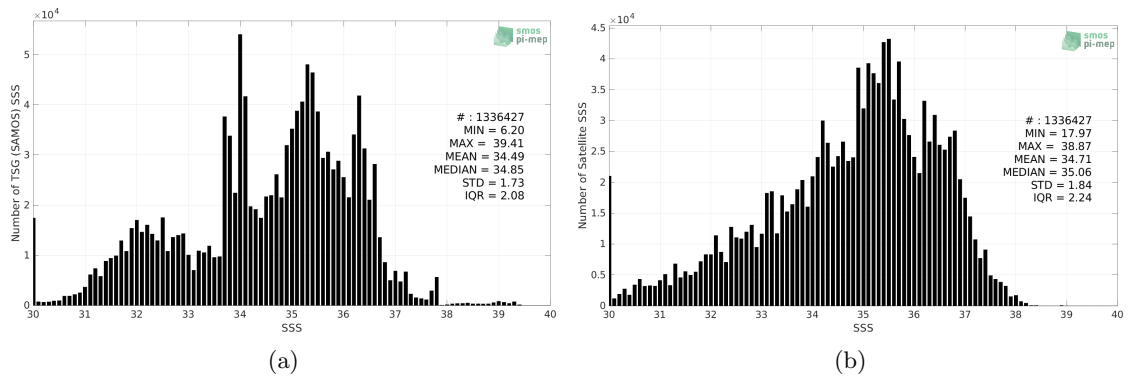 ×10⁴
smos
pi-mep
Number of TSG (SAMOS) SSS
5
4
3
2
1
0
# : 1336427
MIN = 6.20
MAX = 39.41
MEAN = 34.49
MEDIAN = 34.85
STD = 1.73
IQR = 2.08
30 31 32 33 34 35 36 37 38 39 40
SSS
(a)
×10⁴
smos
pi-mep
Number of Satellite SSS
4.5
4
3.5
3
2.5
2
1.5
1
0.5
0
# : 1336427
MIN = 17.97
MAX = 38.87
MEAN = 34.71
MEDIAN = 35.06
STD = 1.84
IQR = 2.24
30 31 32 33 34 35 36 37 38 39 40
SSS
(b)